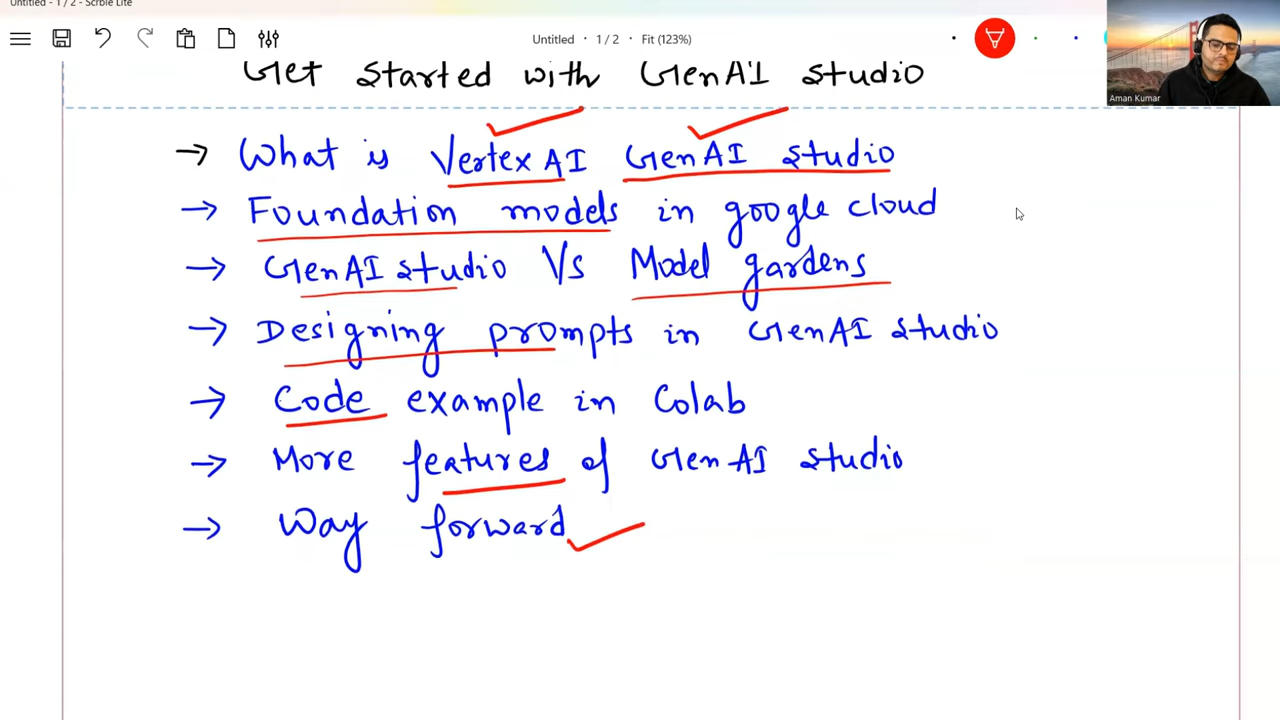 Untitled - 1 / 2 - Scrble Lite
Untitled • 1 / 2 • Fit (123%)
Aman Kumar
Get started with GenAI studio
→ What is Vertex AI GenAI studio
→ Foundation models in google cloud
→ GenAI studio Vs Model gardens
→ Designing prompts in GenAI studio
→ Code example in Colab
→ More features of GenAI studio
→ Way forward